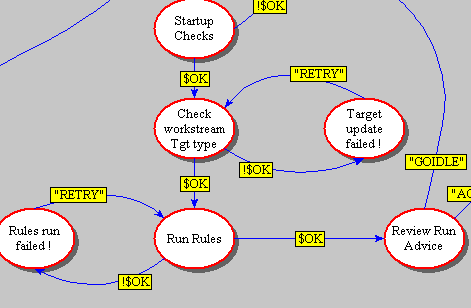 !$OK
Startup
Checks
$OK
"RETRY"
Check
workstream
Tgt type
Target
update
failed !
"GOIDLE"
!$OK
$OK
"RETRY"
"AC
Rules run
failed !
Run Rules
$OK
Review Run
Advice
!$OK